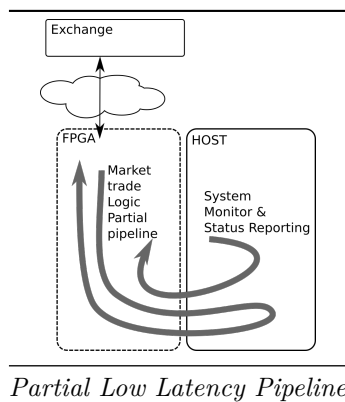 Exchange
FPGA
HOST
Market
trade
Logic
Partial
pipeline
System
Monitor &
Status Reporting
Partial Low Latency Pipeline